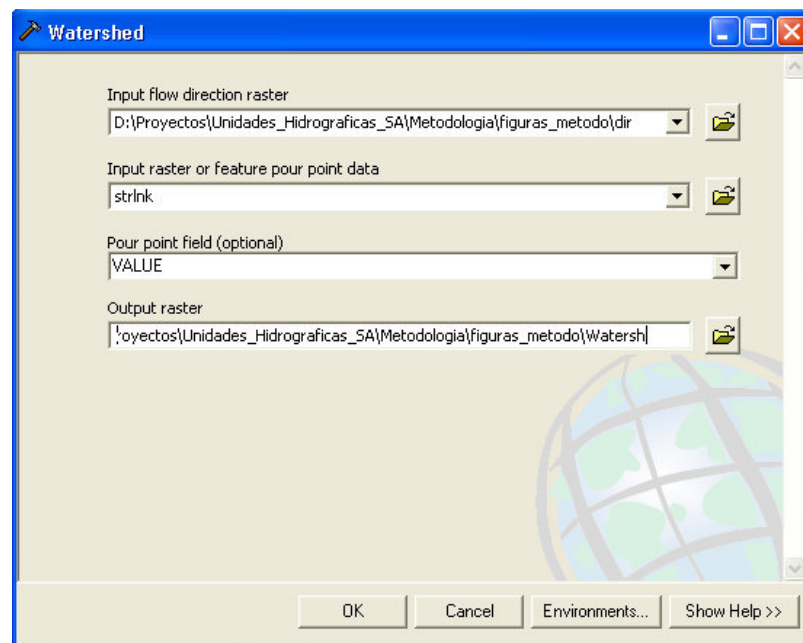 Watershed
Input flow direction raster
D:\Proyectos\Unidades_Hidrograficas_SA\Metodologia\figuras_metodo\dir
Input raster or feature pour point data
strlnk
Pour point field (optional)
VALUE
Output raster
royectos\Unidades_Hidrograficas_SA\Metodologia\figuras_metodo\Watersh
OK Cancel Environments... Show Help >>